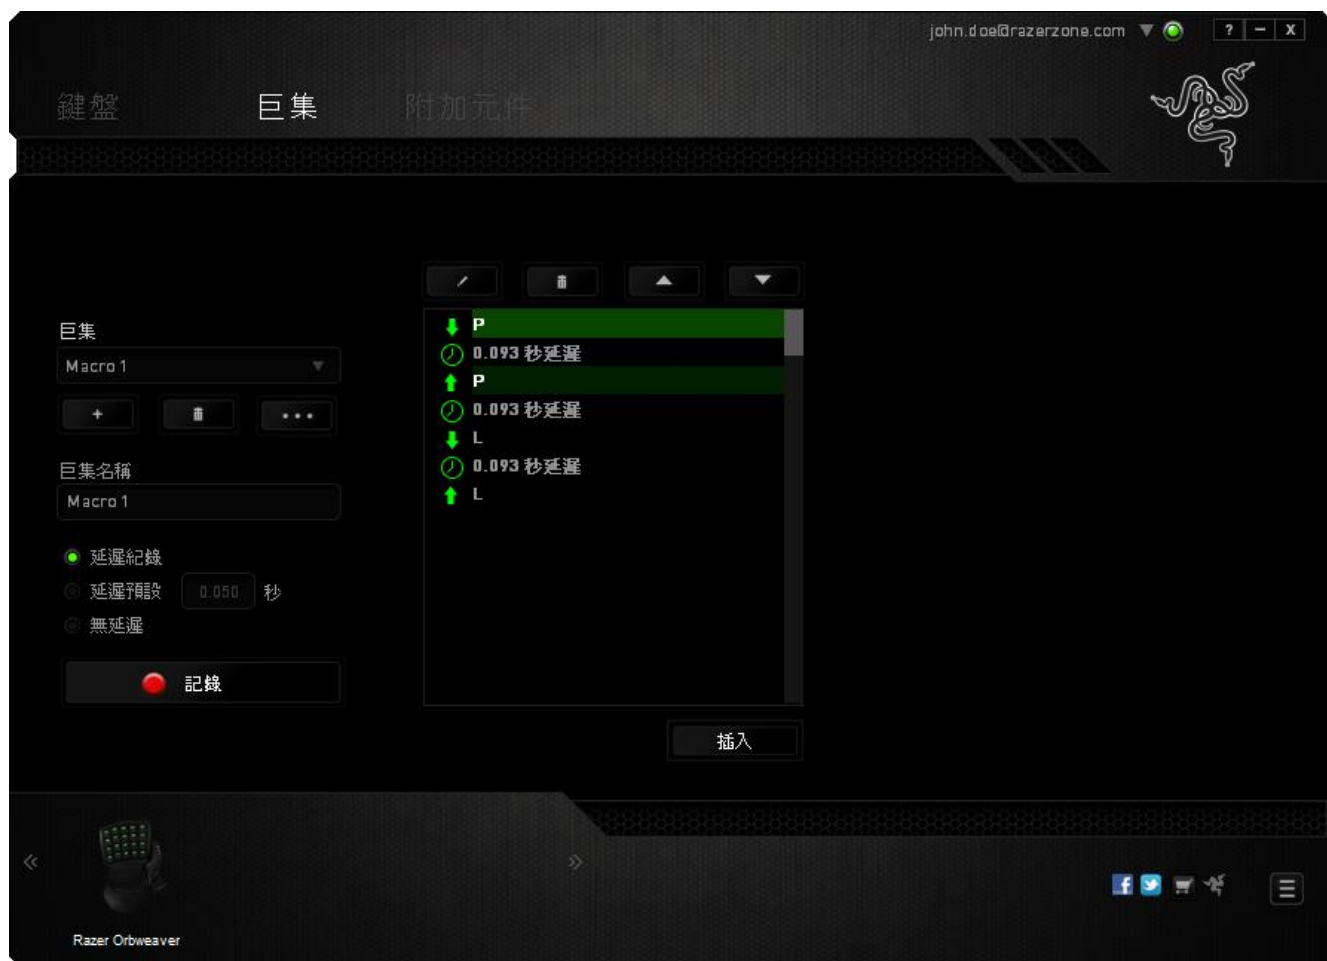 john.doe@razerzone.com
? − X
鍵盤 巨集 附加元件
巨集
Macro 1
巨集名稱
Macro 1
延遲紀錄
延遲預設 0.050 秒
無延遲
記錄
P
0.093 秒延遲
P
0.093 秒延遲
L
0.093 秒延遲
L
插入
Razer Orbweaver